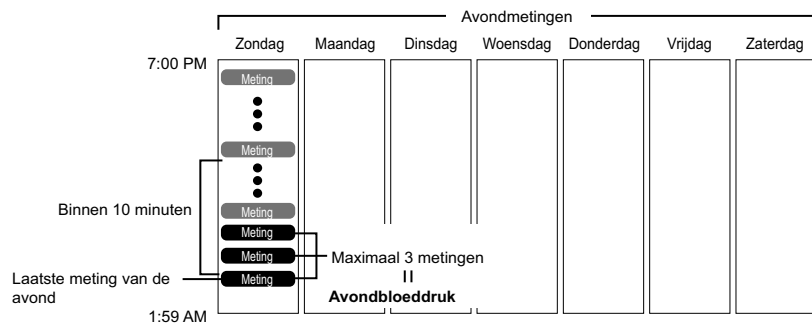 Avondmetingen
Zondag Maandag Dinsdag Woensdag Donderdag Vrijdag Zaterdag
7:00 PM
Meting
Meting
Binnen 10 minuten
Meting
Meting
Meting
Maximaal 3 metingen
Laatste meting van de
avond
Meting
Avondbloeddruk
1:59 AM